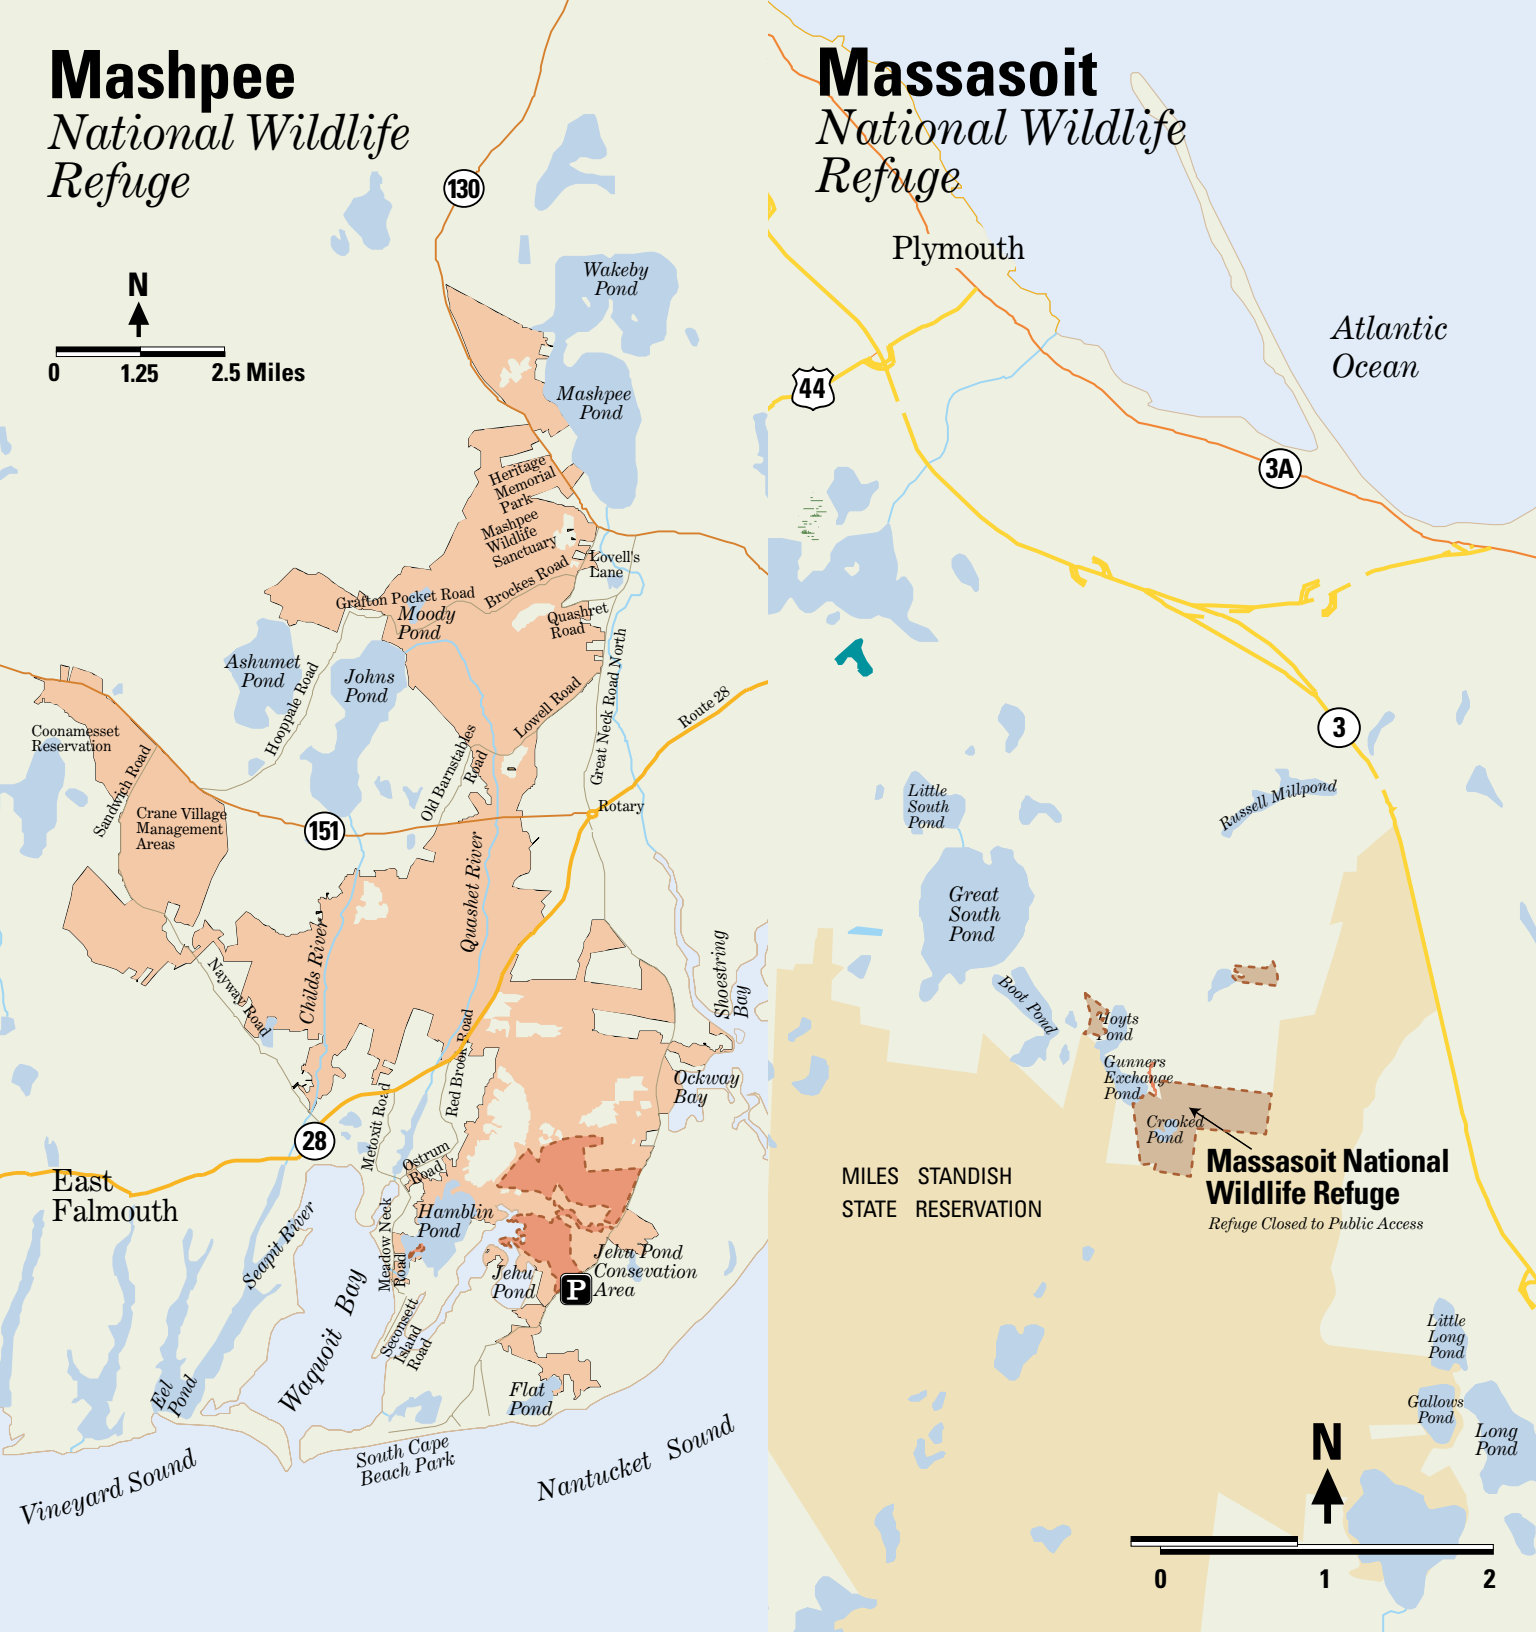 Mashpee
National Wildlife
Refuge
130
N
0 1.25 2.5 Miles
Wakeby
Pond
Mashpee
Pond
Heritage
Memorial
Park
Mashpee
Wildlife
Sanctuary
Lovell's
Lane
Brockes Road
Grafton Pocket Road
Moody
Pond
Quashret
Road
Ashumet
Pond
Johns
Pond
Hooppale Road
Great Neck Road North
Lowell Road
Route 28
Coonamesset
Reservation
Sandwich Road
Old Barnstables
Road
Crane Village
Management
Areas
151
Rotary
Quashet River
Childs River
Nayway Road
Shoestring
Bay
Red Brook Road
Metoxit Road
Ockway
Bay
28
East
Falmouth
Ostrum
Road
Hamblin
Pond
Meadow Neck
Road
Seapit River
Jehu Pond
Consevation
Area
Jehu
Pond
P
Waquoit Bay
Seconsett
Island
Road
Eel
Pond
Flat
Pond
South Cape
Beach Park
Vineyard Sound
Nantucket Sound
Massasoit
National Wildlife
Refuge
Plymouth
Atlantic
Ocean
44
3A
3
Little
South
Pond
Russell Millpond
Great
South
Pond
Boot Pond
Hoyts
Pond
Gunners
Exchange
Pond
Crooked
Pond
Massasoit National
Wildlife Refuge
Refuge Closed to Public Access
MILES STANDISH
STATE RESERVATION
Little
Long
Pond
Gallows
Pond
Long
Pond
N
0 1 2